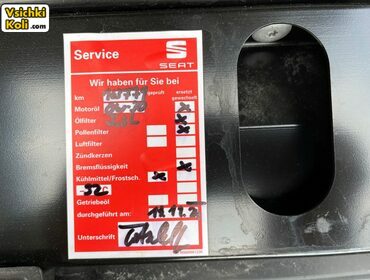 Vsichki
Koli .com
Service
SEAT
Wir haben für Sie bei
km geprüft ersetzt gewechselt
Motoröl
Ölfilter
Pollenfilter
Luftfilter
Zündkerzen
Bremsflüssigkeit
Kühlmittel/Frostsch.
-52
Getriebeöl
durchgeführt am:
Unterschrift